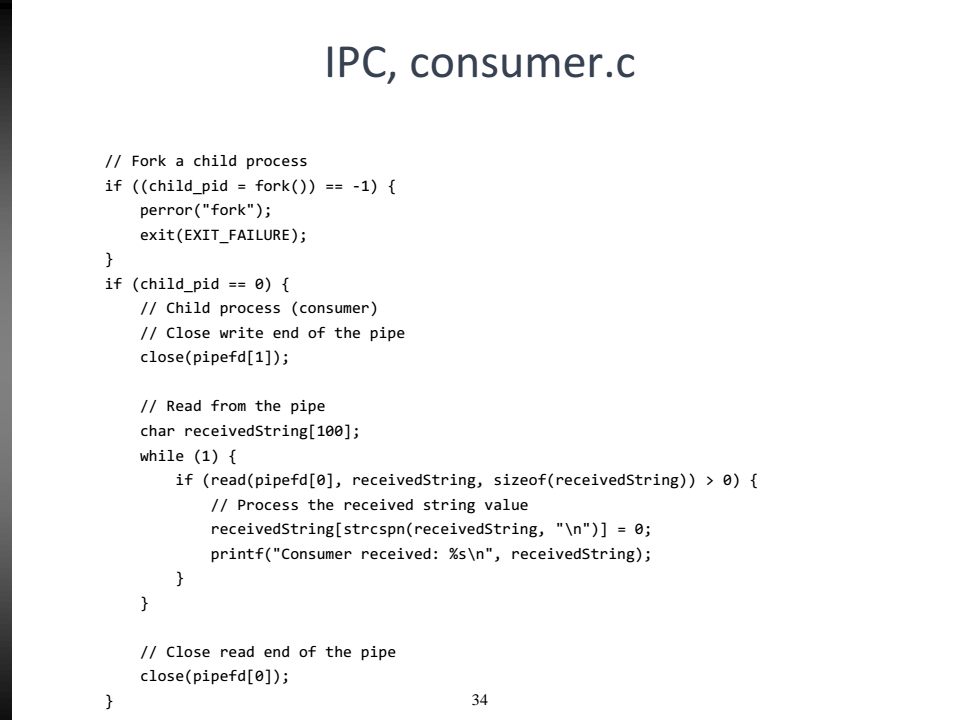 IPC, consumer.c
// Fork a child process
if ((child_pid = fork()) == -1) {
    perror("fork");
    exit(EXIT_FAILURE);
}
if (child_pid == 0) {
    // Child process (consumer)
    // Close write end of the pipe
    close(pipefd[1]);

    // Read from the pipe
    char receivedString[100];
    while (1) {
        if (read(pipefd[0], receivedString, sizeof(receivedString)) > 0) {
            // Process the received string value
            receivedString[strcspn(receivedString, "\n")] = 0;
            printf("Consumer received: %s\n", receivedString);
        }
    }

    // Close read end of the pipe
    close(pipefd[0]);
}
34